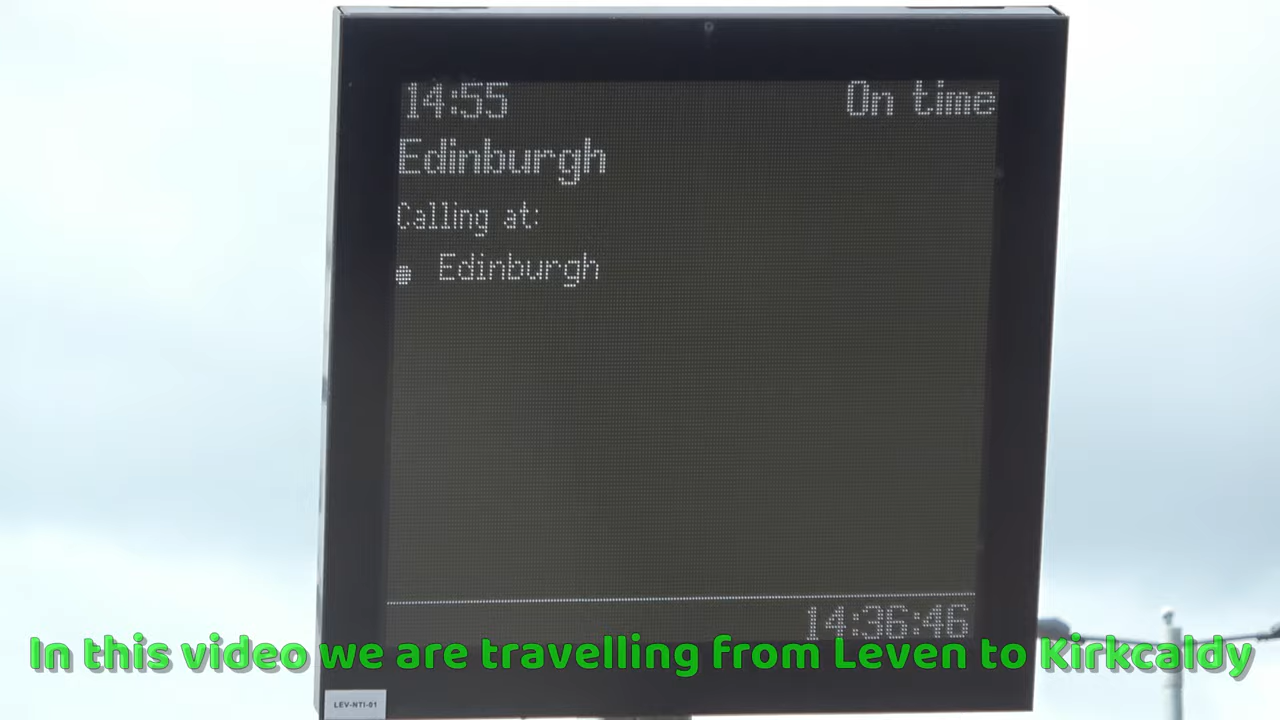 14:55 On time
Edinburgh
Calling at:
Edinburgh
14:36:46
In this video we are travelling from Leven to Kirkcaldy
LEV-NTI-01